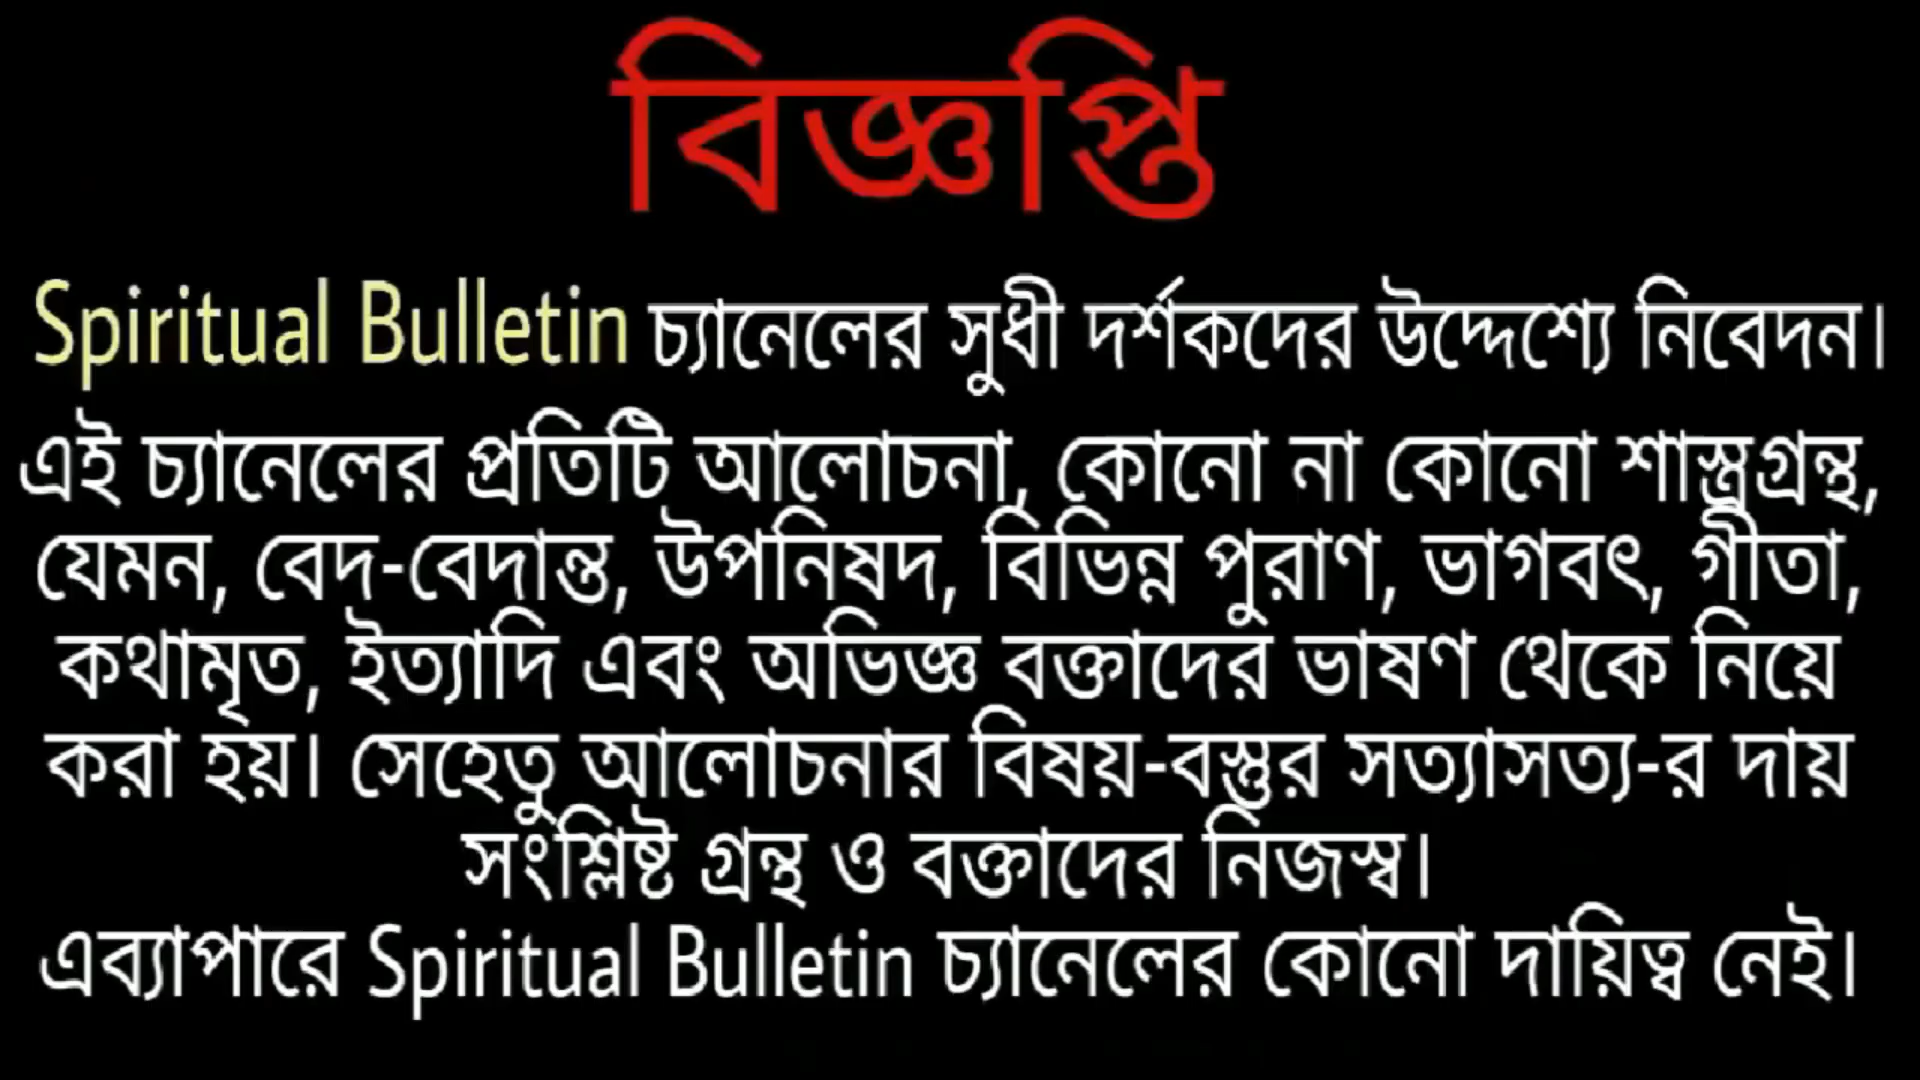 বিজ্ঞপ্তি
Spiritual Bulletin চ্যানেলের সুধী দর্শকদের উদ্দেশ্যে নিবেদন।
এই চ্যানেলের প্রতিটি আলোচনা, কোনো না কোনো শাস্ত্রগ্রন্থ,
যেমন, বেদ-বেদান্ত, উপনিষদ, বিভিন্ন পুরাণ, ভাগবৎ, গীতা,
কথামৃত, ইত্যাদি এবং অভিজ্ঞ বক্তাদের ভাষণ থেকে নিয়ে
করা হয়। সেহেতু আলোচনার বিষয়-বস্তুর সত্যাসত্য-র দায়
সংশ্লিষ্ট গ্রন্থ ও বক্তাদের নিজস্ব।
এব্যাপারে Spiritual Bulletin চ্যানেলের কোনো দায়িত্ব নেই।